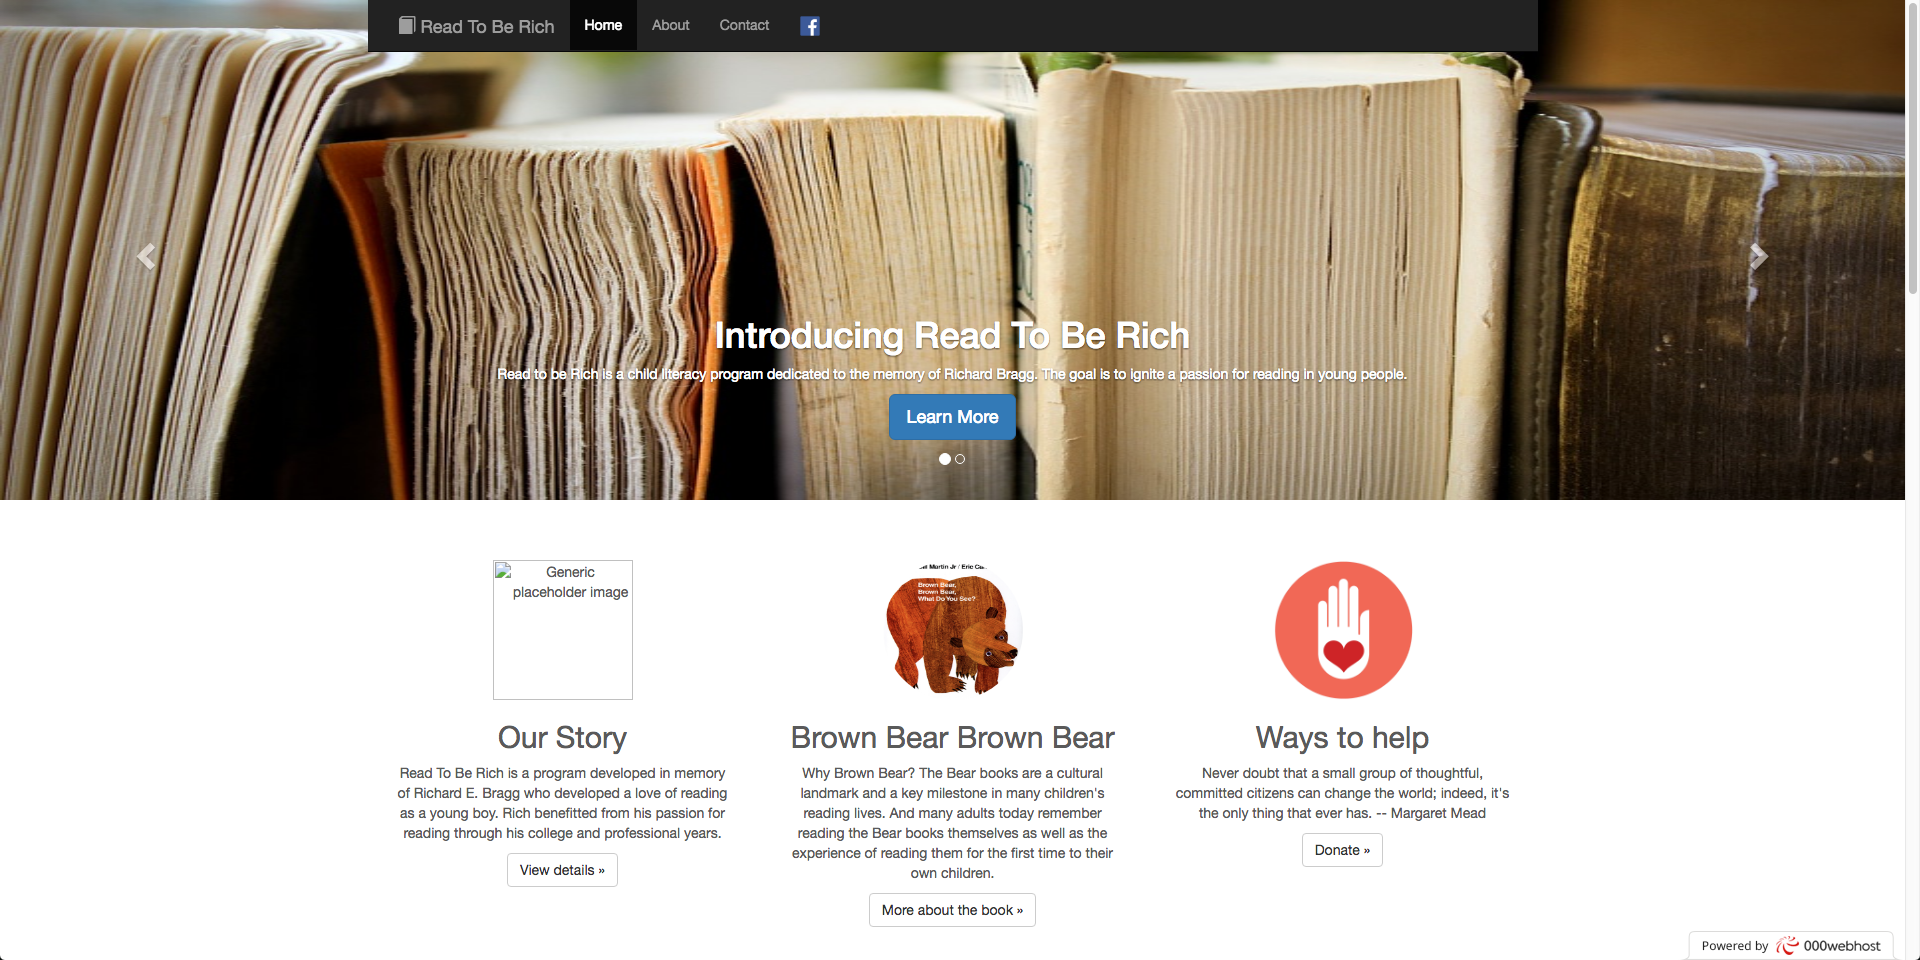 Read To Be Rich Home About Contact
Introducing Read To Be Rich
Read to be Rich is a child literacy program dedicated to the memory of Richard Bragg. The goal is to ignite a passion for reading in young people.
Learn More
Generic
placeholder image
Our Story
Read To Be Rich is a program developed in memory
of Richard E. Bragg who developed a love of reading
as a young boy. Rich benefitted from his passion for
reading through his college and professional years.
View details »
Martin Jr / Eric
Brown Bear,
Brown Bear,
What Do You See?
Brown Bear Brown Bear
Why Brown Bear? The Bear books are a cultural
landmark and a key milestone in many children's
reading lives. And many adults today remember
reading the Bear books themselves as well as the
experience of reading them for the first time to their
own children.
More about the book »
Ways to help
Never doubt that a small group of thoughtful,
committed citizens can change the world; indeed, it's
the only thing that ever has. -- Margaret Mead
Donate »
Powered by 000webhost